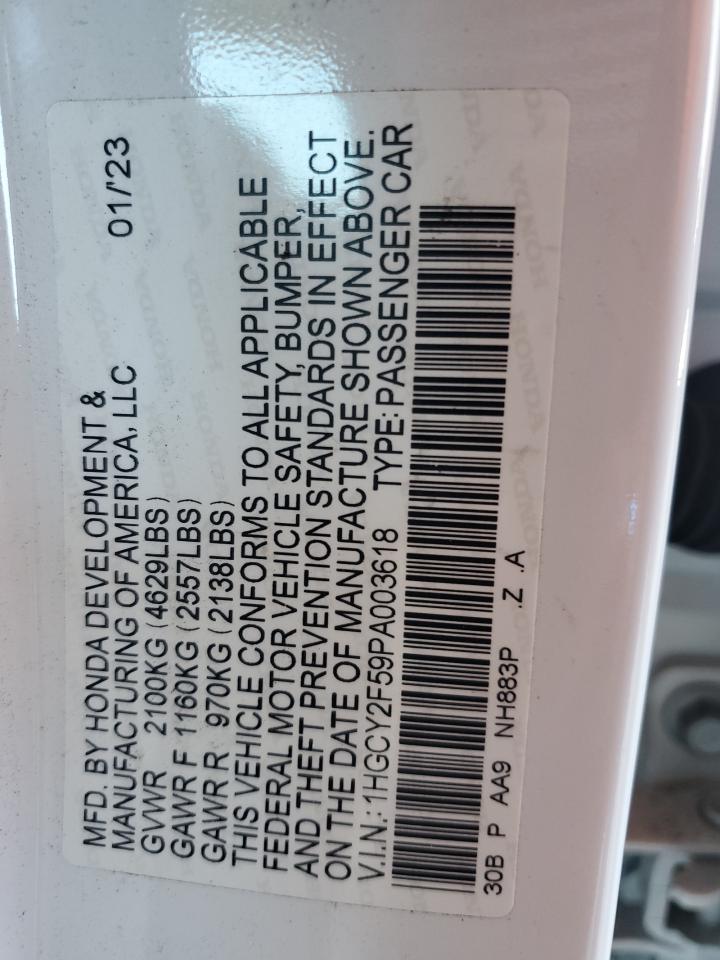 MFD. BY HONDA DEVELOPMENT &
MANUFACTURING OF AMERICA, LLC 01/'23
GVWR 2100KG (4629LBS)
GAWR F 1160KG (2557LBS)
GAWR R 970KG (2138LBS)
THIS VEHICLE CONFORMS TO ALL APPLICABLE
FEDERAL MOTOR VEHICLE SAFETY, BUMPER,
AND THEFT PREVENTION STANDARDS IN EFFECT
ON THE DATE OF MANUFACTURE SHOWN ABOVE.
V.I.N.: 1HGCY2F59PA003618 TYPE: PASSENGER CAR
30B P AA9 NH883P .Z .A